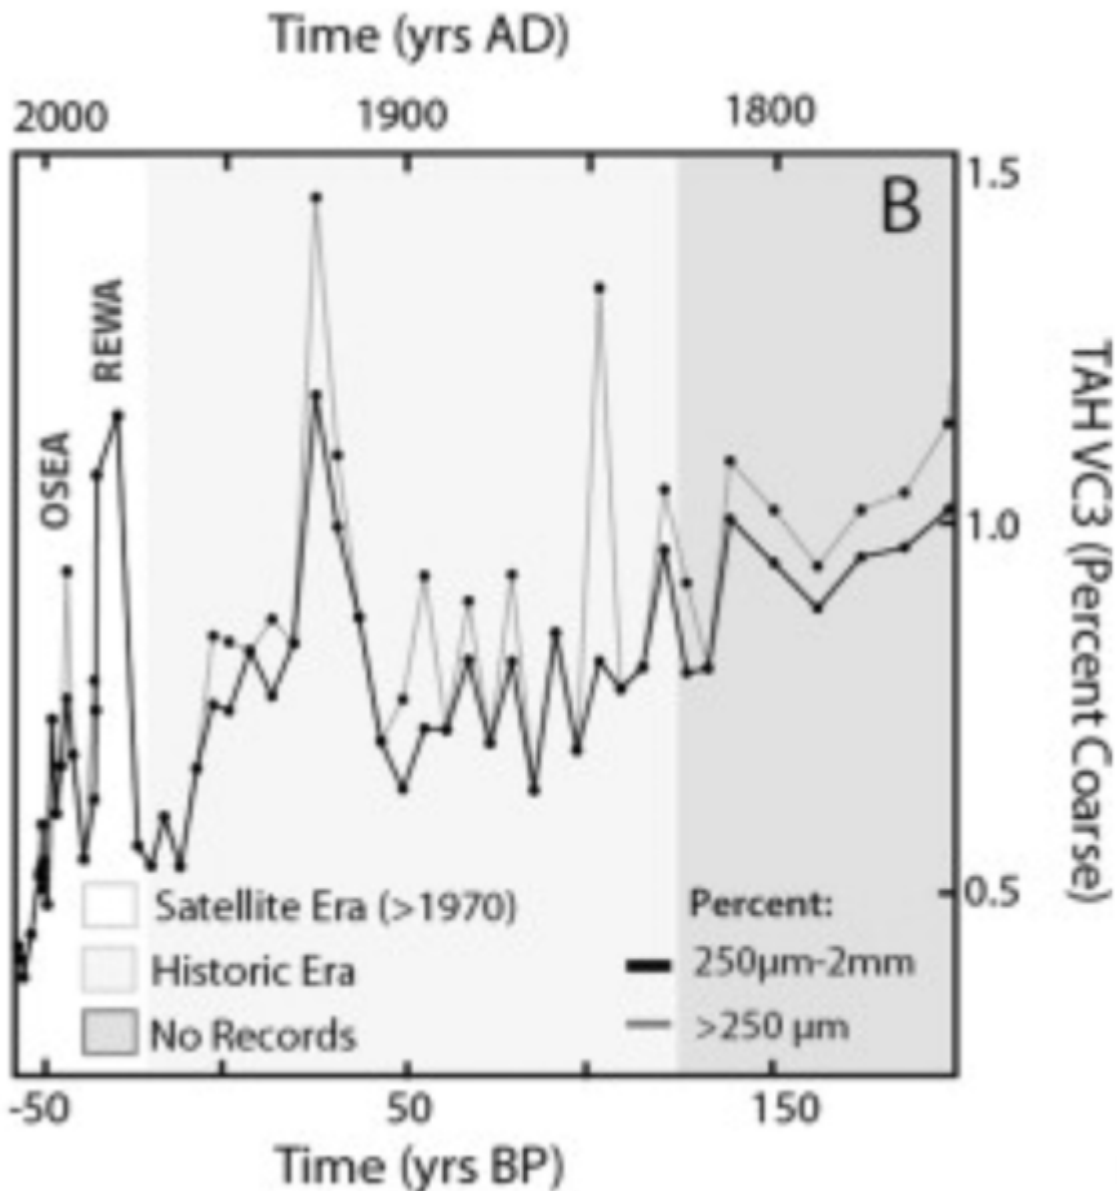 Time (yrs AD)
2000 1900 1800
B
1.5
REWA
OSEA
1.0
TAH VC3 (Percent Coarse)
0.5
Satellite Era (>1970)
Historic Era
No Records
Percent:
250µm-2mm
>250 µm
-50 50 150
Time (yrs BP)